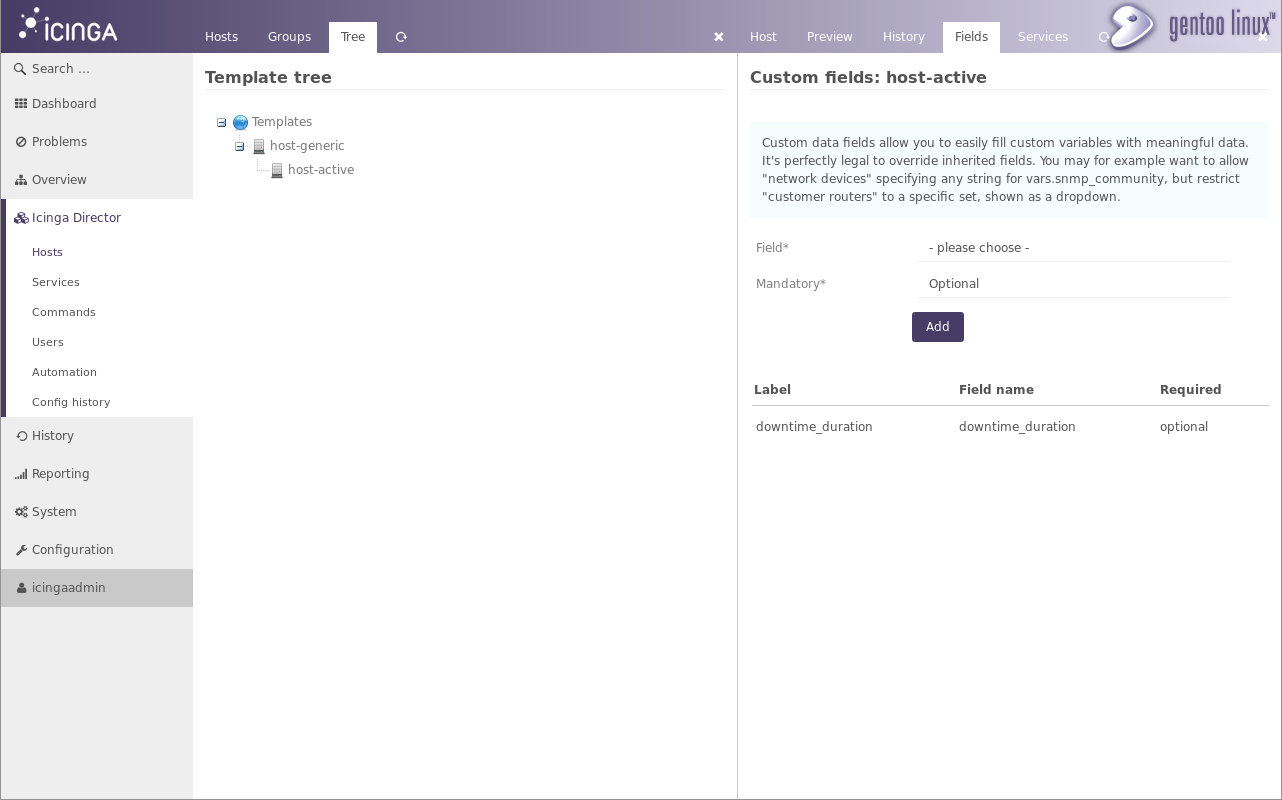 ICINGA
Hosts Groups Tree
Host Preview History Fields Services
gentoo linux™
Search ...
Dashboard
Problems
Overview
Icinga Director
Hosts
Services
Commands
Users
Automation
Config history
History
Reporting
System
Configuration
icingaadmin
Template tree
Templates
host-generic
host-active
Custom fields: host-active
Custom data fields allow you to easily fill custom variables with meaningful data.
It's perfectly legal to override inherited fields. You may for example want to allow
"network devices" specifying any string for vars.snmp_community, but restrict
"customer routers" to a specific set, shown as a dropdown.
Field* - please choose -
Mandatory* Optional
Add
Label Field name Required
downtime_duration downtime_duration optional